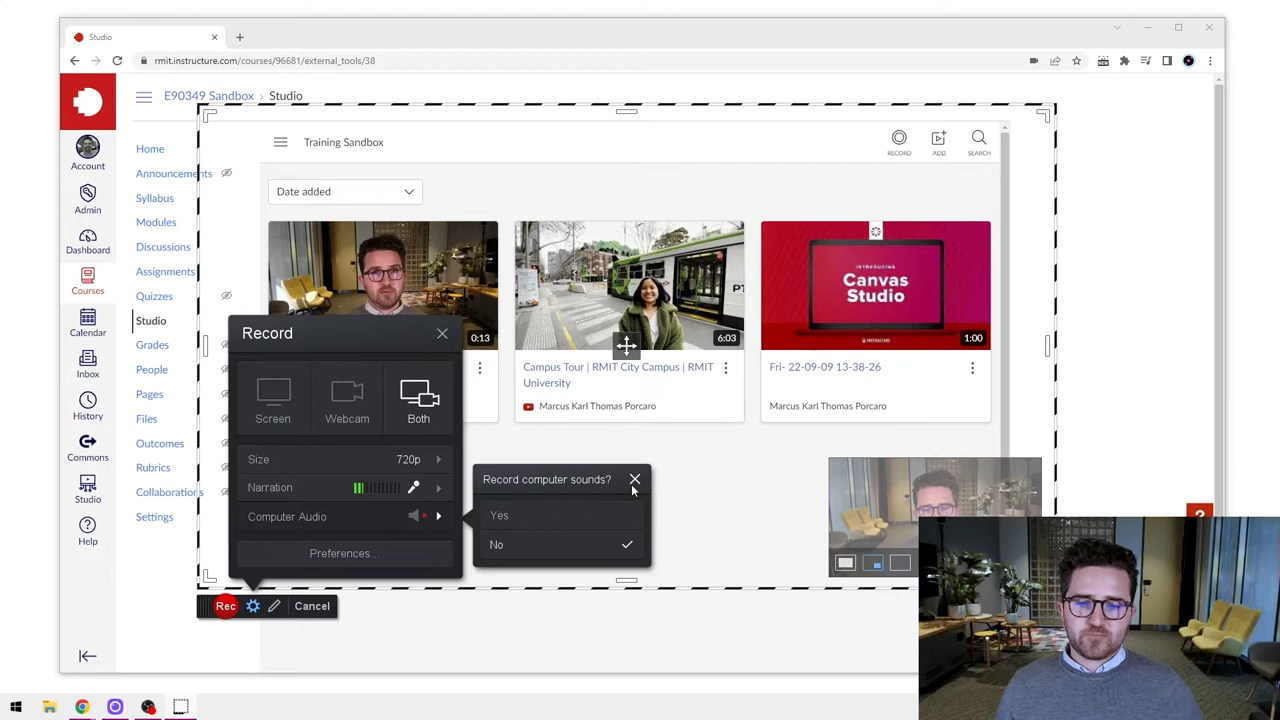 Studio
rmit.instructure.com/courses/96681/external_tools/38
E90349 Sandbox > Studio
Account
Admin
Dashboard
Courses
Calendar
Inbox
History
Commons
Studio
Help
Home
Announcements
Syllabus
Modules
Discussions
Assignments
Quizzes
Studio
Grades
People
Pages
Files
Outcomes
Rubrics
Collaborations
Settings
Training Sandbox
RECORD
ADD
SEARCH
Date added
0:13
6:03
INTRODUCING
Canvas
Studio
INSTRUCTURE
1:00
Campus Tour | RMIT City Campus | RMIT
University
Marcus Karl Thomas Porcaro
Fri- 22-09-09 13-38-26
Marcus Karl Thomas Porcaro
Record
Screen
Webcam
Both
Size
720p
Narration
Computer Audio
Preferences...
Record computer sounds?
Yes
No
Rec
Cancel